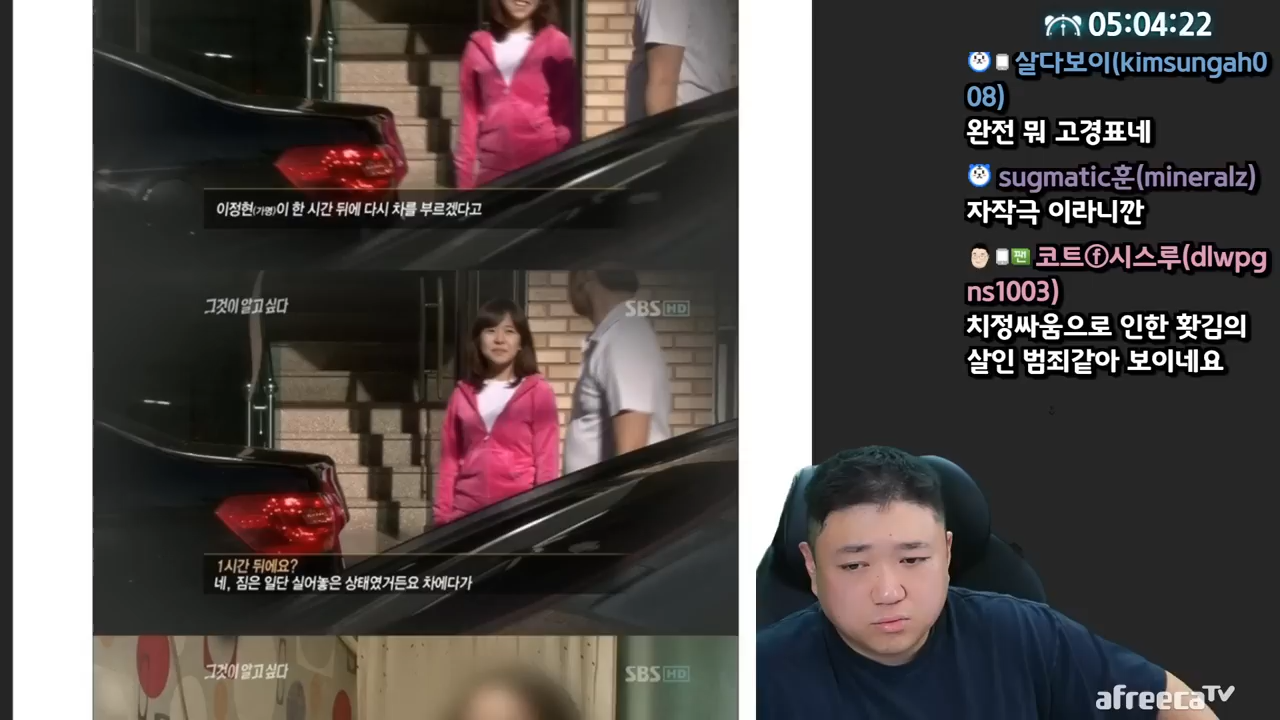 05:04:22
살다보이(kimsungah0
08)
완전 뭐 고경표네
sugmatic훈(mineralz)
자작극 이라니깐
팬 코트ⓕ시스루(dlwpg
ns1003)
치정싸움으로 인한 홧김의
살인 범죄같아 보이네요
이정현(가명)이 한 시간 뒤에 다시 차를 부르겠다고
그것이 알고싶다
SBS HD
1시간 뒤에요?
네, 짐은 일단 실어놓은 상태였거든요 차에다가
그것이 알고싶다
SBS HD
afreecaTV